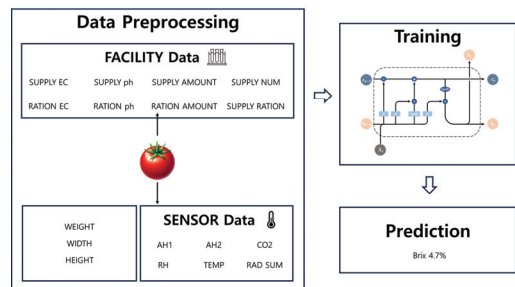 Data Preprocessing
FACILITY Data
SUPPLY EC SUPPLY ph SUPPLY AMOUNT SUPPLY NUM
RATION EC RATION ph RATION AMOUNT SUPPLY RATION
WEIGHT
WIDTH
HEIGHT
SENSOR Data
AH1 AH2 CO2
RH TEMP RAD SUM
Training
Prediction
Brix 4.7%